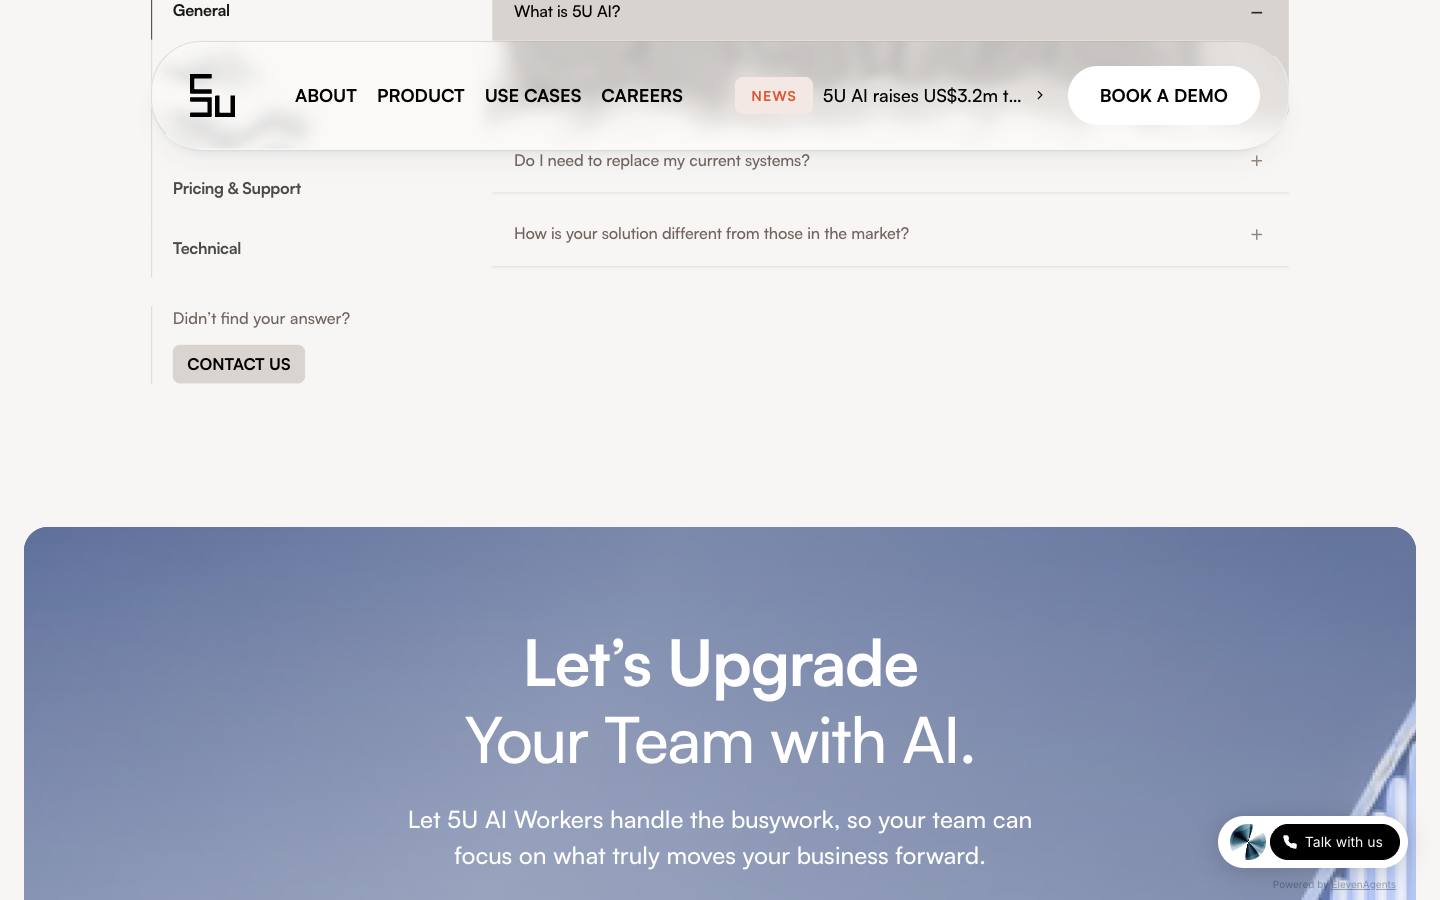 General
What is 5U AI?
5u
ABOUT
PRODUCT
USE CASES
CAREERS
NEWS
5U AI raises US$3.2m t...
BOOK A DEMO
Do I need to replace my current systems?
Pricing & Support
How is your solution different from those in the market?
Technical
Didn’t find your answer?
CONTACT US
Let’s Upgrade
Your Team with AI.
Let 5U AI Workers handle the busywork, so your team can
focus on what truly moves your business forward.
Talk with us
Powered by ElevenAgents